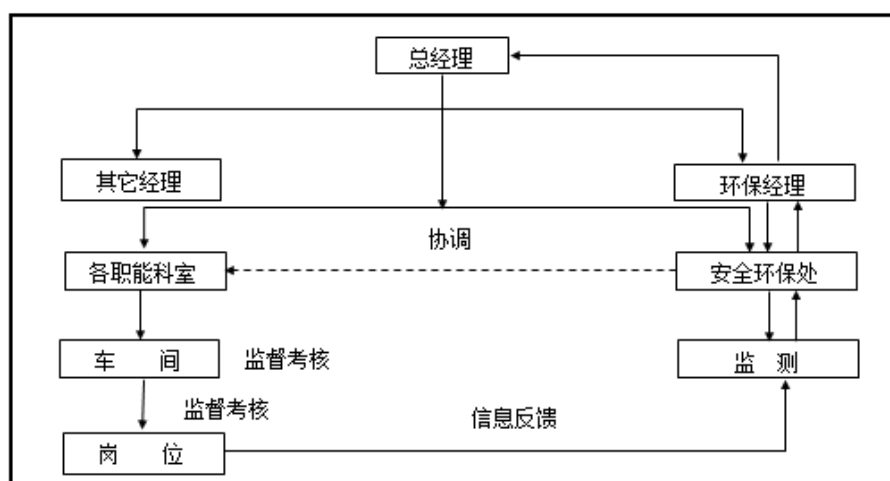 总经理
其它经理
环保经理
协调
各职能科室
安全环保处
车 间
监督考核
监 测
监督考核
信息反馈
岗 位